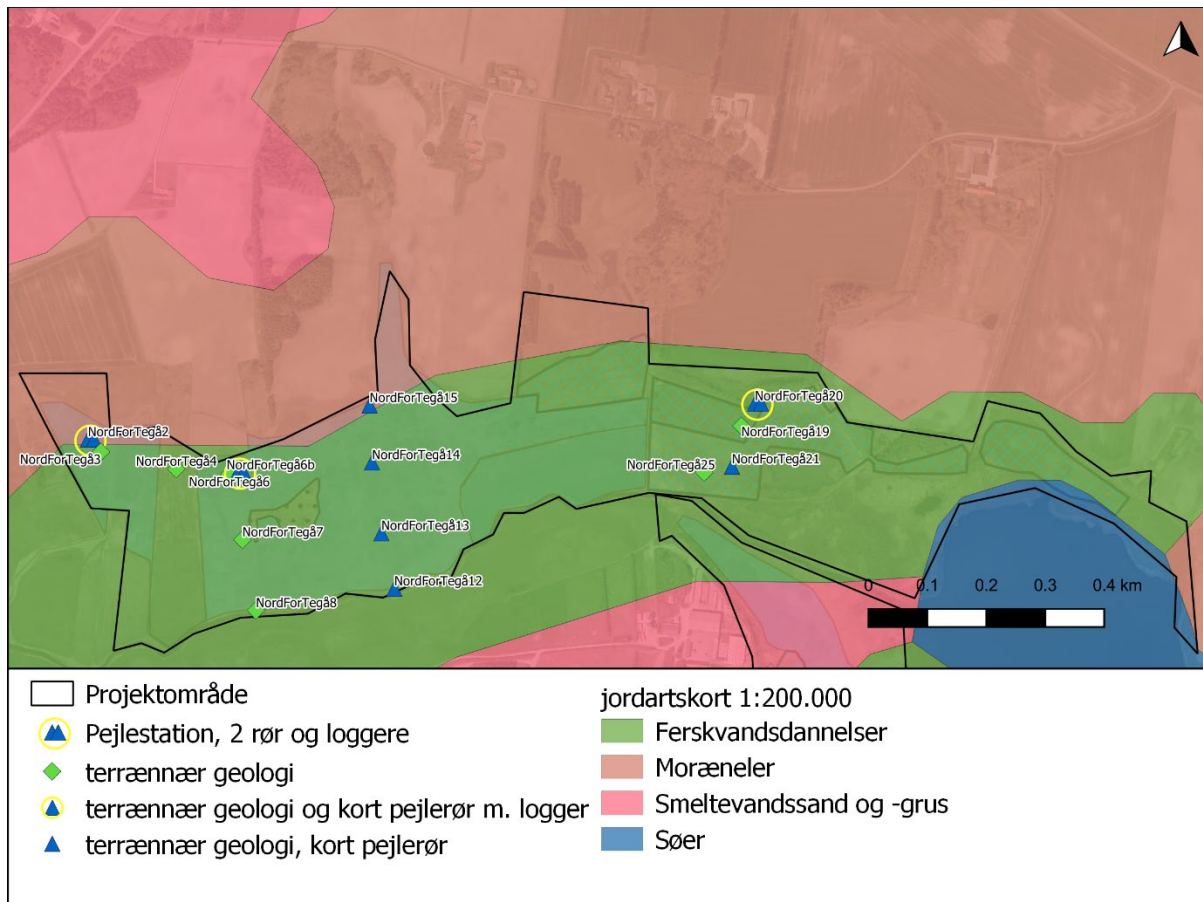 NordForTegå15
NordForTegå20
NordForTegå2
NordForTegå19
NordForTegå3
NordForTegå4
NordForTegå6b
NordForTegå14
NordForTegå25
NordForTegå21
NordForTegå6
NordForTegå7
NordForTegå13
NordForTegå12
NordForTegå8
0 0.1 0.2 0.3 0.4 km
Projektområde
Pejlestation, 2 rør og loggere
terrænnær geologi
terrænnær geologi og kort pejlerør m. logger
terrænnær geologi, kort pejlerør
jordartskort 1:200.000
Ferskvandsdannelser
Moræneler
Smeltevandssand og -grus
Søer